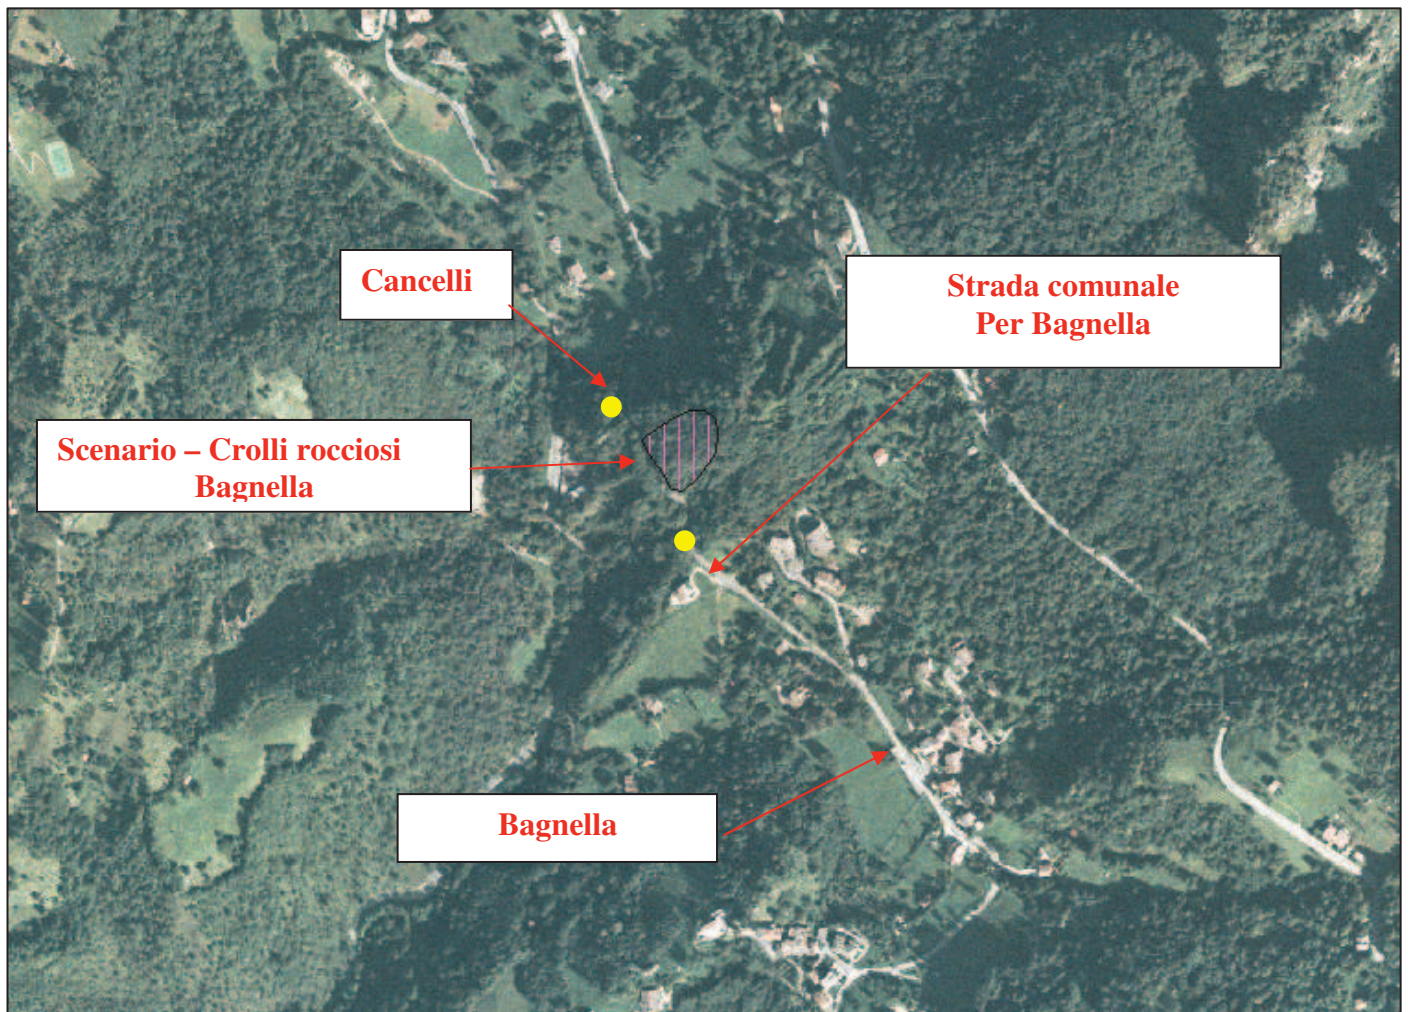 Cancelli
Strada comunale
Per Bagnella
Scenario – Crolli rocciosi
Bagnella
Bagnella